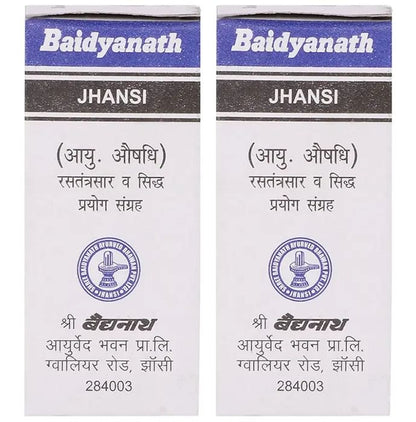 Baidyanath
JHANSI
(आयु. औषधि)
रसतंत्रसार व सिद्ध
प्रयोग संग्रह
श्री बैद्यनाथ
आयुर्वेद भवन प्रा.लि.
ग्वालियर रोड, झाँसी
284003
Baidyanath
JHANSI
(आयु. औषधि)
रसतंत्रसार व सिद्ध
प्रयोग संग्रह
श्री बैद्यनाथ
आयुर्वेद भवन प्रा.लि.
ग्वालियर रोड, झाँसी
284003